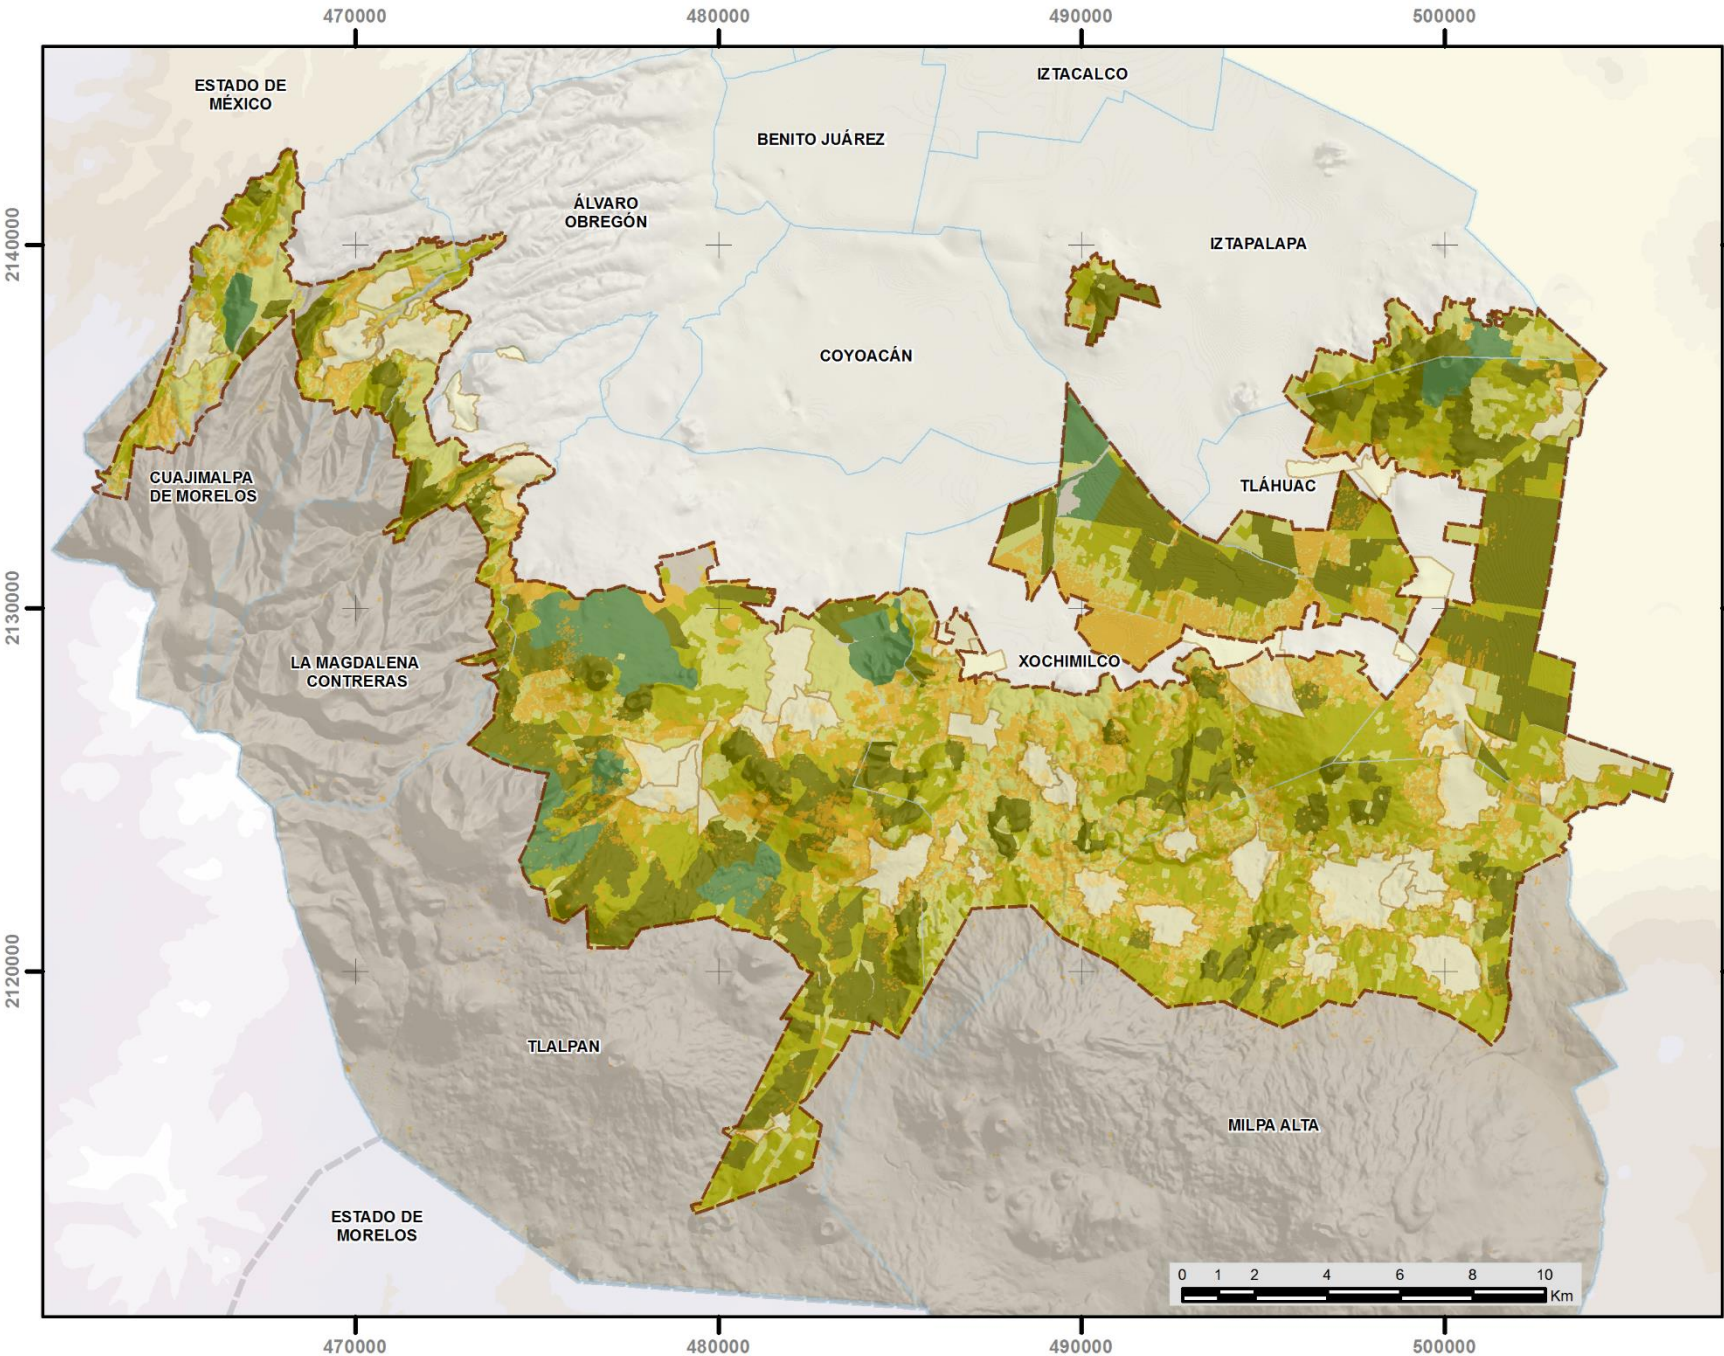 470000 480000 490000 500000
ESTADO DE
MÉXICO
IZTACALCO
BENITO JUÁREZ
ÁLVARO
OBREGÓN
2140000
IZTAPALAPA
COYOACÁN
CUAJIMALPA
DE MORELOS
TLÁHUAC
2130000
LA MAGDALENA
CONTRERAS
XOCHIMILCO
2120000
TLALPAN
MILPA ALTA
ESTADO DE
MORELOS
0 1 2 4 6 8 10
Km
470000 480000 490000 500000